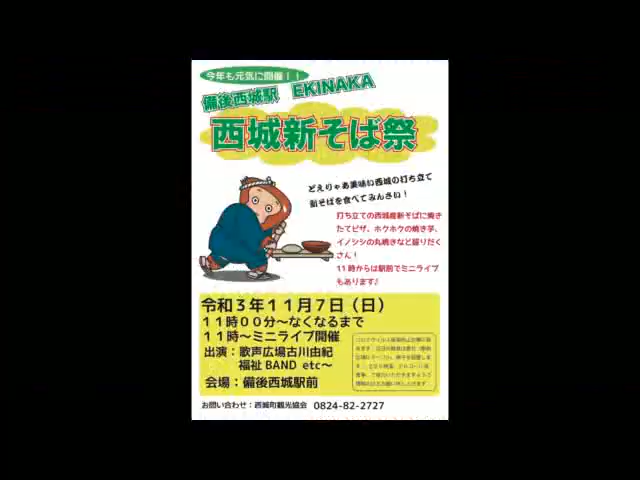 今年も元気に開催!!
備後西城駅 EKINAKA
西城新そば祭
どえりゃあ美味い西城の打ち立て
新そばを食べてみんさい!
打ち立ての西城産新そばに焼き
たてピザ、ホクホクの焼き芋、
イノシシの丸焼きなど盛りだく
さん!
11時からは駅前でミニライブ
もあります♪
令和3年11月7日(日)
11時00分~なくなるまで
11時~ミニライブ開催
出演:歌声広場古川由紀
福祉BAND etc~
会場:備後西城駅前
お問い合わせ:西城町観光協会 0824-82-2727